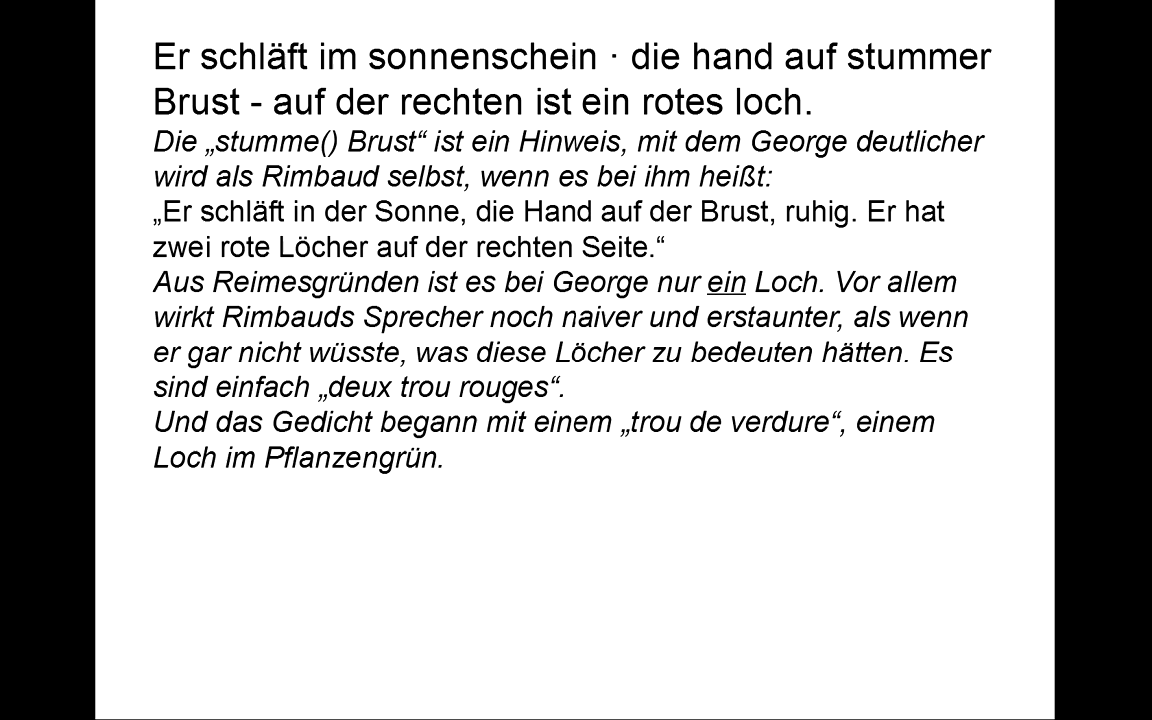 Er schläft im sonnenschein · die hand auf stummer
Brust - auf der rechten ist ein rotes loch.
Die „stumme() Brust“ ist ein Hinweis, mit dem George deutlicher
wird als Rimbaud selbst, wenn es bei ihm heißt:
„Er schläft in der Sonne, die Hand auf der Brust, ruhig. Er hat
zwei rote Löcher auf der rechten Seite.“
Aus Reimesgründen ist es bei George nur ein Loch. Vor allem
wirkt Rimbauds Sprecher noch naiver und erstaunter, als wenn
er gar nicht wüsste, was diese Löcher zu bedeuten hätten. Es
sind einfach „deux trou rouges“.
Und das Gedicht begann mit einem „trou de verdure“, einem
Loch im Pflanzengrün.